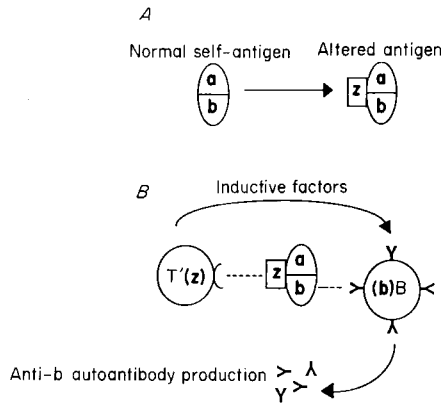 A
Normal self-antigen Altered antigen
a
b
z
a
b
B
Inductive factors
T′(z)
z
a
b
(b)B
Anti-b autoantibody production